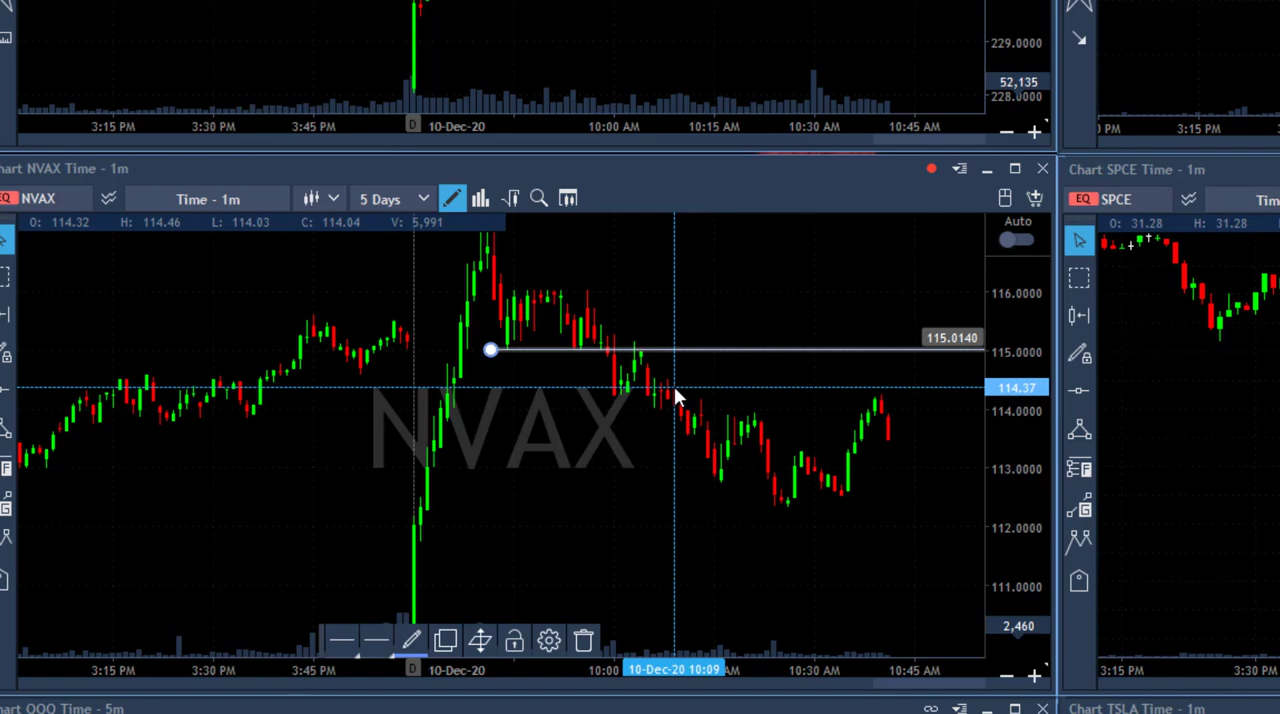 229.0000
52,135
228.0000
3:15 PM 3:30 PM 3:45 PM D 10-Dec-20 10:00 AM 10:15 AM 10:30 AM 10:45 AM
PM 3:15 PM
hart NVAX Time - 1m
Chart SPCE Time - 1m
EQ NVAX Time - 1m 5 Days
EQ SPCE Tim
O: 114.32 H: 114.46 L: 114.03 C: 114.04 V: 5,991
Auto
O: 31.28 H: 31.28
116.0000
115.0140
115.0000
114.37
114.0000
NVAX
113.0000
112.0000
111.0000
2,460
F
G
F
G
3:15 PM 3:30 PM 3:45 PM D 10-Dec-20 10:00 10-Dec-20 10:09 AM 10:30 AM 10:45 AM
3:15 PM 3:30 PM
hart QQQ Time - 5m
Chart TSLA Time - 1m